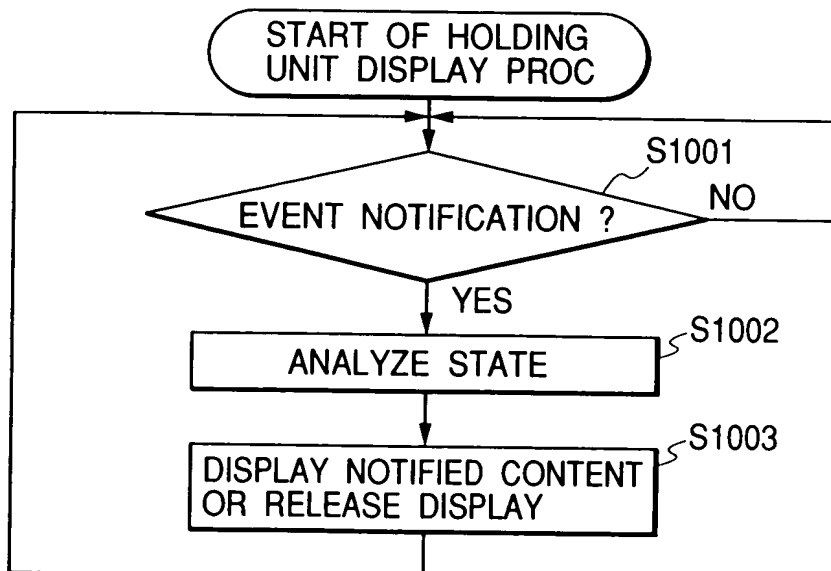 START OF HOLDING
UNIT DISPLAY PROC
S1001
EVENT NOTIFICATION ?
NO
YES
S1002
ANALYZE STATE
S1003
DISPLAY NOTIFIED CONTENT
OR RELEASE DISPLAY